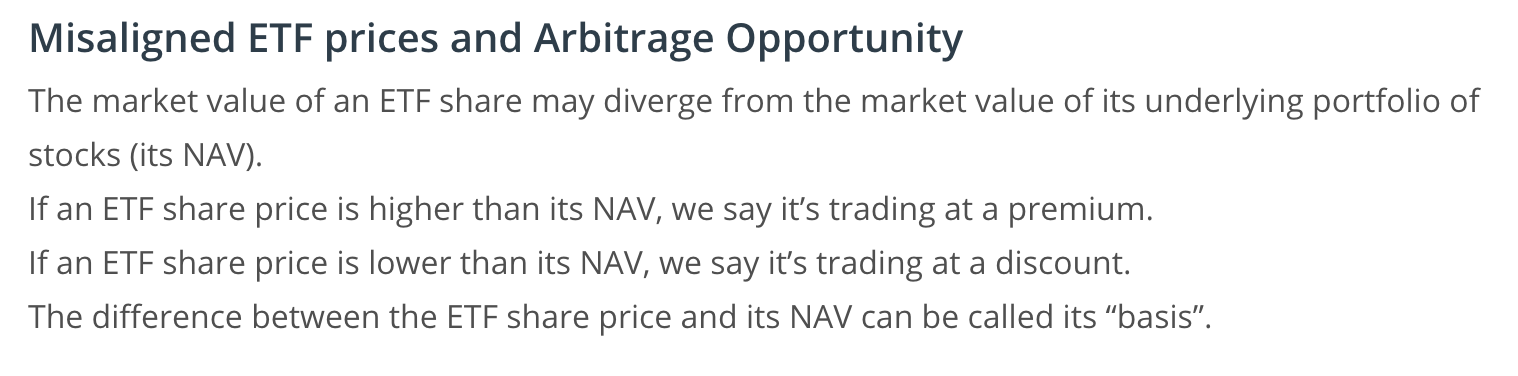 Misaligned ETF prices and Arbitrage Opportunity
The market value of an ETF share may diverge from the market value of its underlying portfolio of
stocks (its NAV).
If an ETF share price is higher than its NAV, we say it’s trading at a premium.
If an ETF share price is lower than its NAV, we say it’s trading at a discount.
The difference between the ETF share price and its NAV can be called its “basis”.